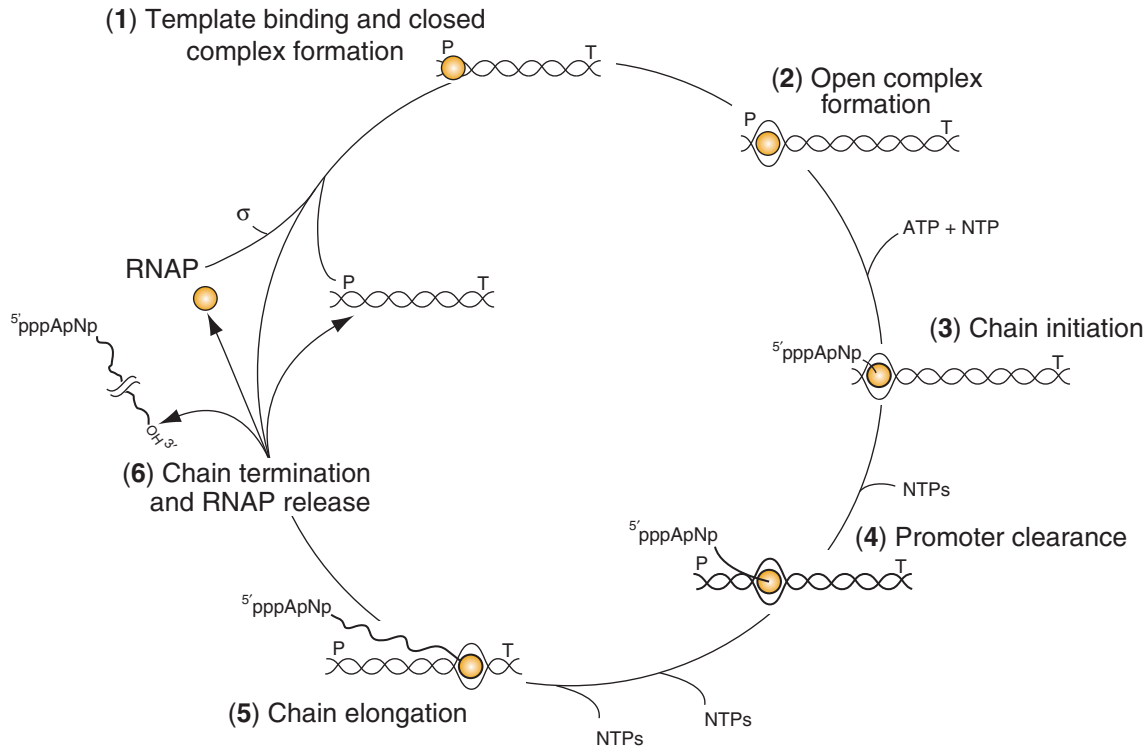 (1) Template binding and closed
complex formation
P
T
(2) Open complex
formation
P
T
ATP + NTP
(3) Chain initiation
5′pppApNp
T
NTPs
(4) Promoter clearance
5′pppApNp
P
T
NTPs
NTPs
(5) Chain elongation
5′pppApNp
P
T
(6) Chain termination
and RNAP release
5′pppApNp
OH 3′
RNAP
σ
P
T